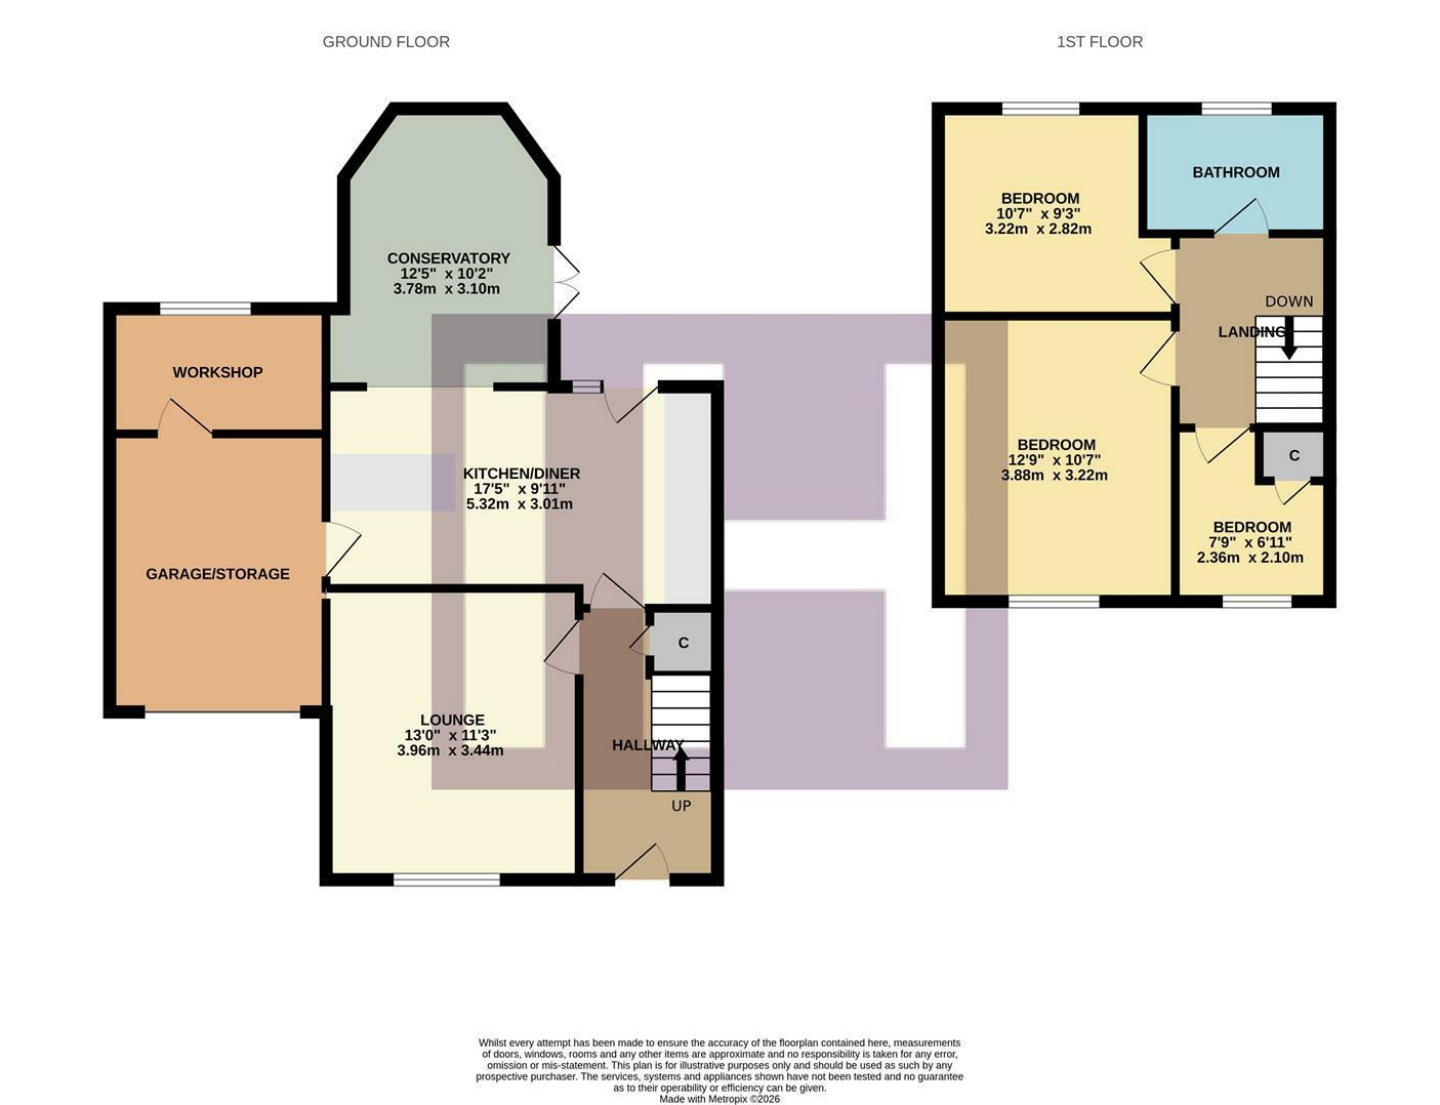 GROUND FLOOR
1ST FLOOR
CONSERVATORY
12'5" x 10'2"
3.78m x 3.10m
WORKSHOP
KITCHEN/DINER
17'5" x 9'11"
5.32m x 3.01m
GARAGE/STORAGE
C
LOUNGE
13'0" x 11'3"
3.96m x 3.44m
HALLWAY
UP
BEDROOM
10'7" x 9'3"
3.22m x 2.82m
BATHROOM
DOWN
LANDING
BEDROOM
12'9" x 10'7"
3.88m x 3.22m
C
BEDROOM
7'9" x 6'11"
2.36m x 2.10m
Whilst every attempt has been made to ensure the accuracy of the floorplan contained here, measurements
of doors, windows, rooms and any other items are approximate and no responsibility is taken for any error,
omission or mis-statement. This plan is for illustrative purposes only and should be used as such by any
prospective purchaser. The services, systems and appliances shown have not been tested and no guarantee
as to their operability or efficiency can be given.
Made with Metropix ©2026